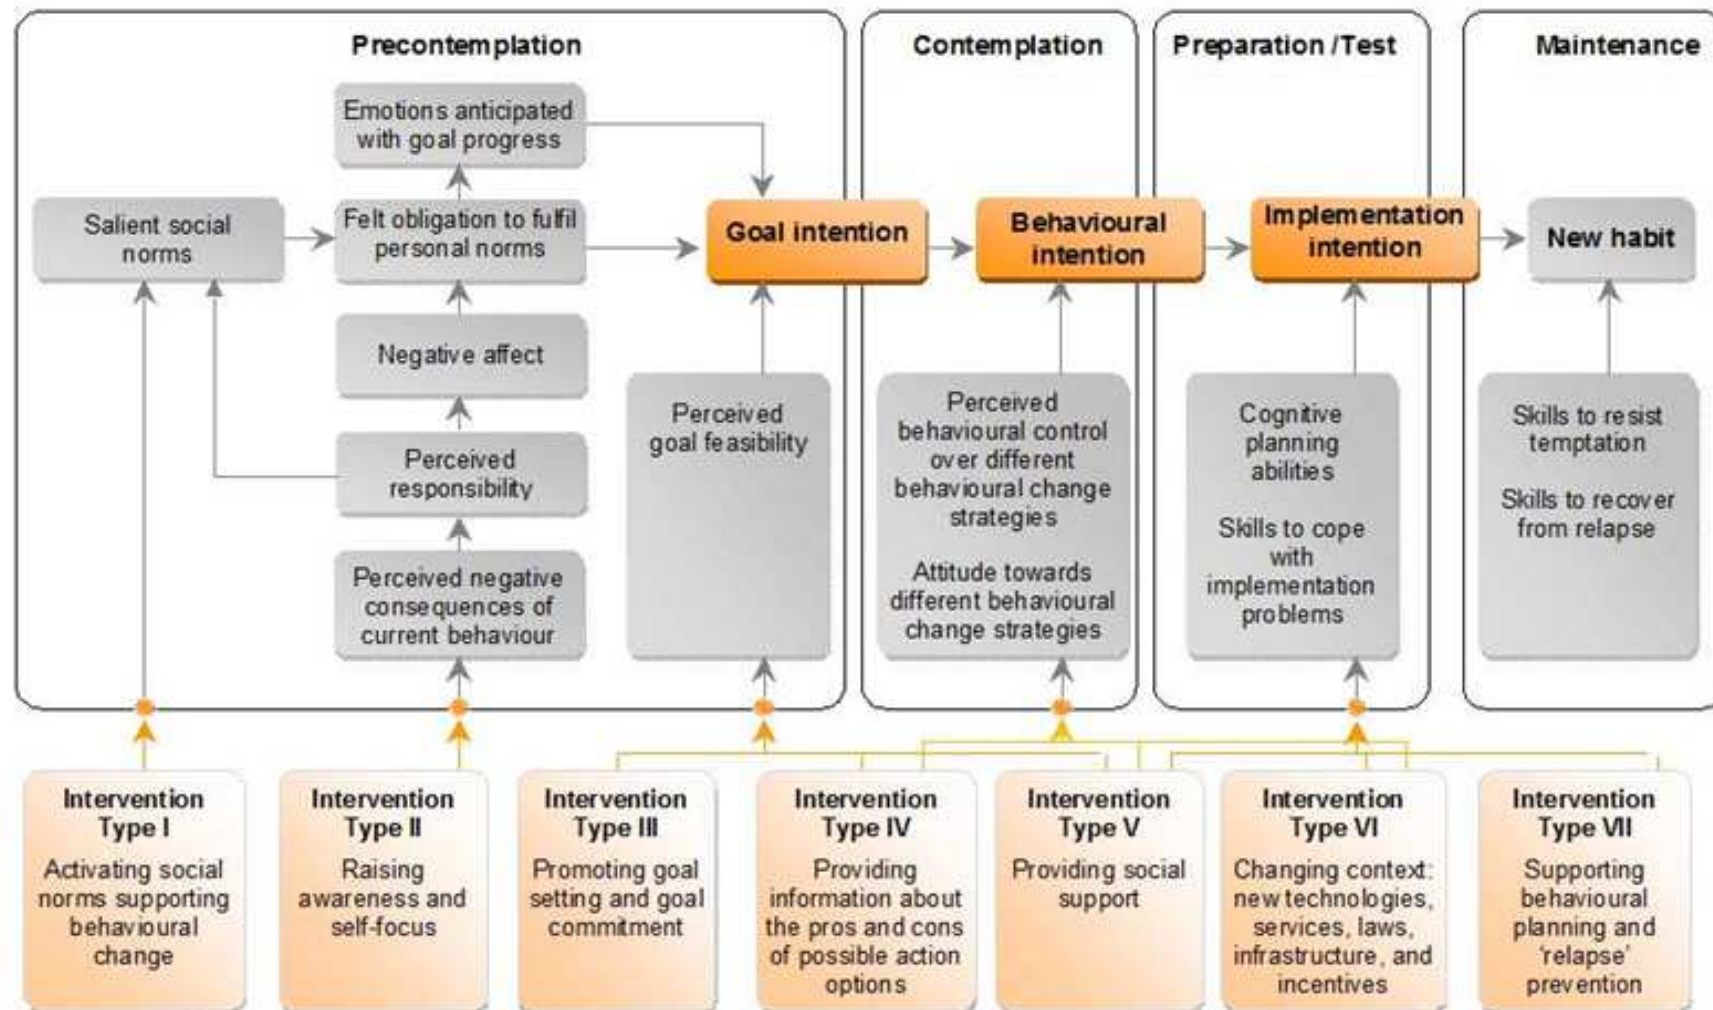 Precontemplation
Contemplation
Preparation /Test
Maintenance
Emotions anticipated
with goal progress
Salient social
norms
Felt obligation to fulfil
personal norms
Goal intention
Behavioural
intention
Implementation
intention
New habit
Negative affect
Perceived
responsibility
Perceived negative
consequences of
current behaviour
Perceived
goal feasibility
Perceived
behavioural control
over different
behavioural change
strategies
Attitude towards
different behavioural
change strategies
Cognitive
planning
abilities
Skills to cope
with
implementation
problems
Skills to resist
temptation
Skills to recover
from relapse
Intervention
Type I
Activating social
norms supporting
behavioural
change
Intervention
Type II
Raising
awareness and
self-focus
Intervention
Type III
Promoting goal
setting and goal
commitment
Intervention
Type IV
Providing
information about
the pros and cons
of possible action
options
Intervention
Type V
Providing social
support
Intervention
Type VI
Changing context:
new technologies,
services, laws,
infrastructure, and
incentives
Intervention
Type VII
Supporting
behavioural
planning and
‘relapse’
prevention